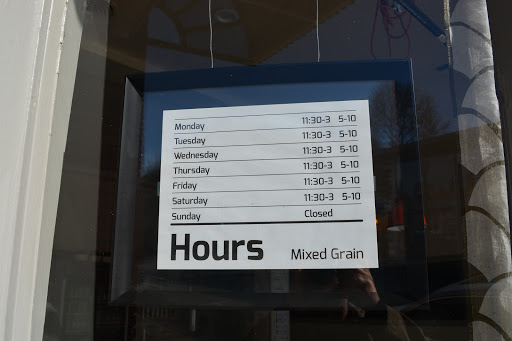 Monday 11:30-3 5-10
Tuesday 11:30-3 5-10
Wednesday 11:30-3 5-10
Thursday 11:30-3 5-10
Friday 11:30-3 5-10
Saturday 11:30-3 5-10
Sunday Closed
Hours Mixed Grain